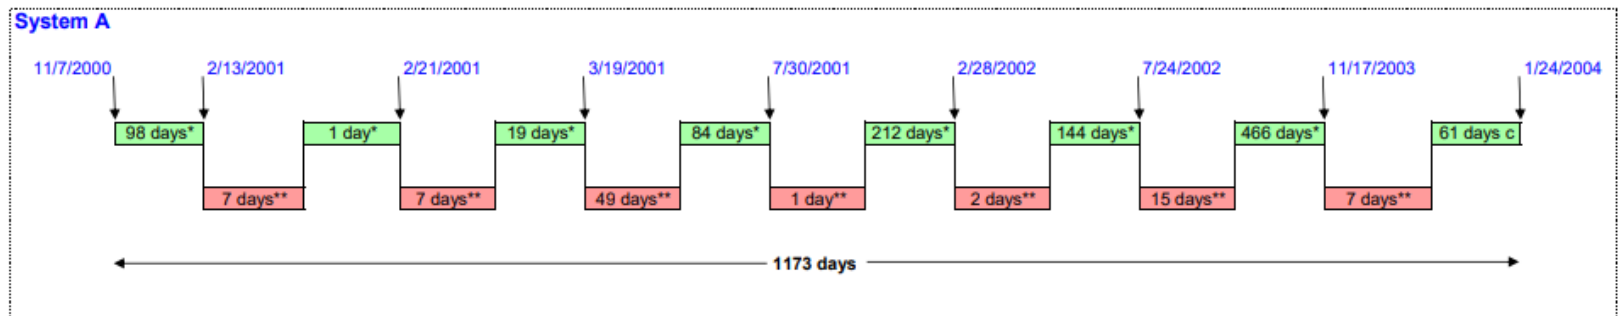 System A
11/7/2000 2/13/2001 2/21/2001 3/19/2001 7/30/2001 2/28/2002 7/24/2002 11/17/2003 1/24/2004
98 days* 1 day* 19 days* 84 days* 212 days* 144 days* 466 days* 61 days c
7 days** 7 days** 49 days** 1 day** 2 days** 15 days** 7 days**
1173 days